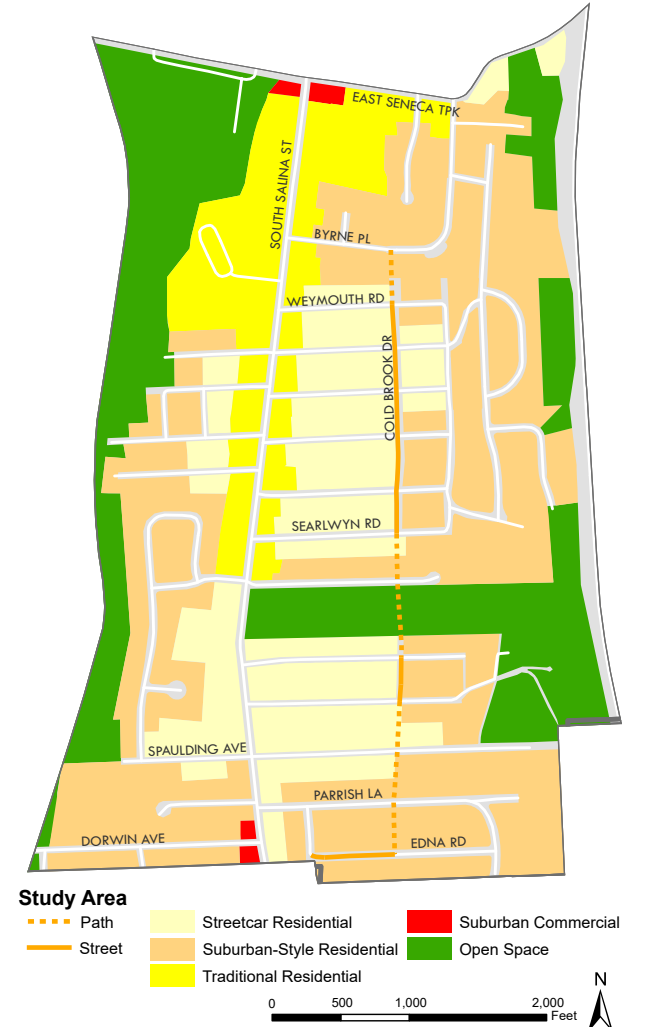 EAST SENECA TPK
SOUTH SALINA ST
BYRNE PL
WEYMOUTH RD
COLD BROOK DR
SEARLWYN RD
SPAULDING AVE
PARRISH LA
DORWIN AVE
EDNA RD
Study Area
Path
Street
Streetcar Residential
Suburban-Style Residential
Traditional Residential
Suburban Commercial
Open Space
N
0 500 1,000 2,000
Feet